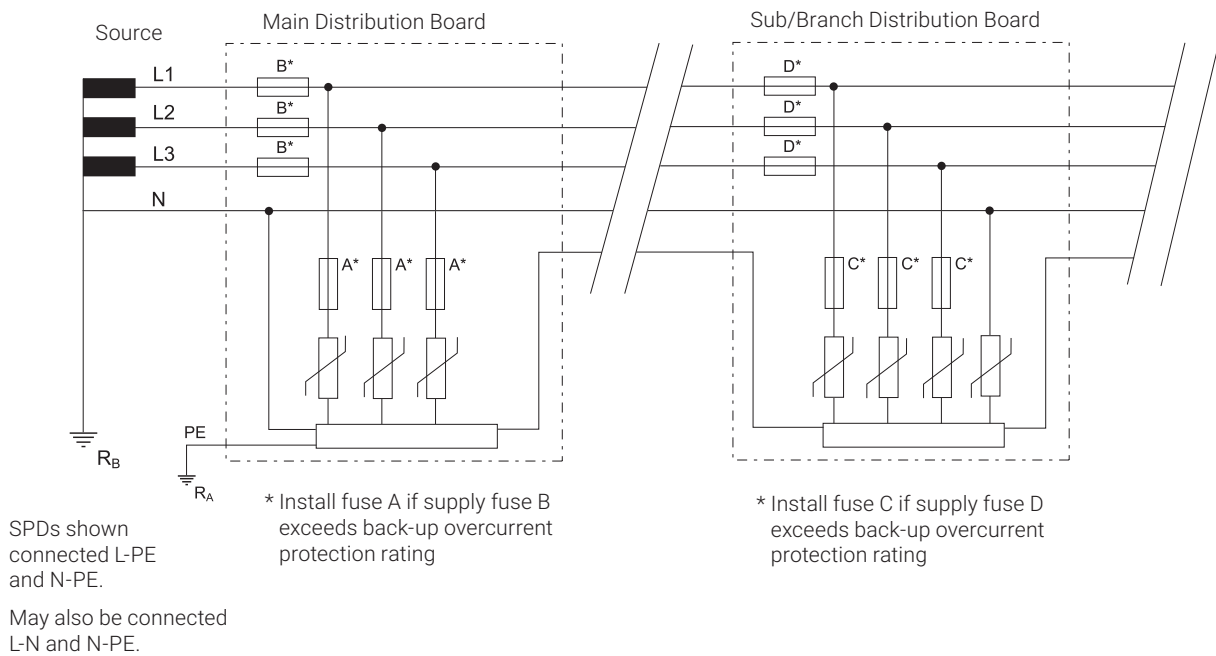 Source
Main Distribution Board
Sub/Branch Distribution Board
L1
B*
D*
L2
B*
D*
L3
B*
D*
N
A*
A*
A*
C*
C*
C*
PE
RB
RA
* Install fuse A if supply fuse B
exceeds back-up overcurrent
protection rating
* Install fuse C if supply fuse D
exceeds back-up overcurrent
protection rating
SPDs shown
connected L-PE
and N-PE.
May also be connected
L-N and N-PE.